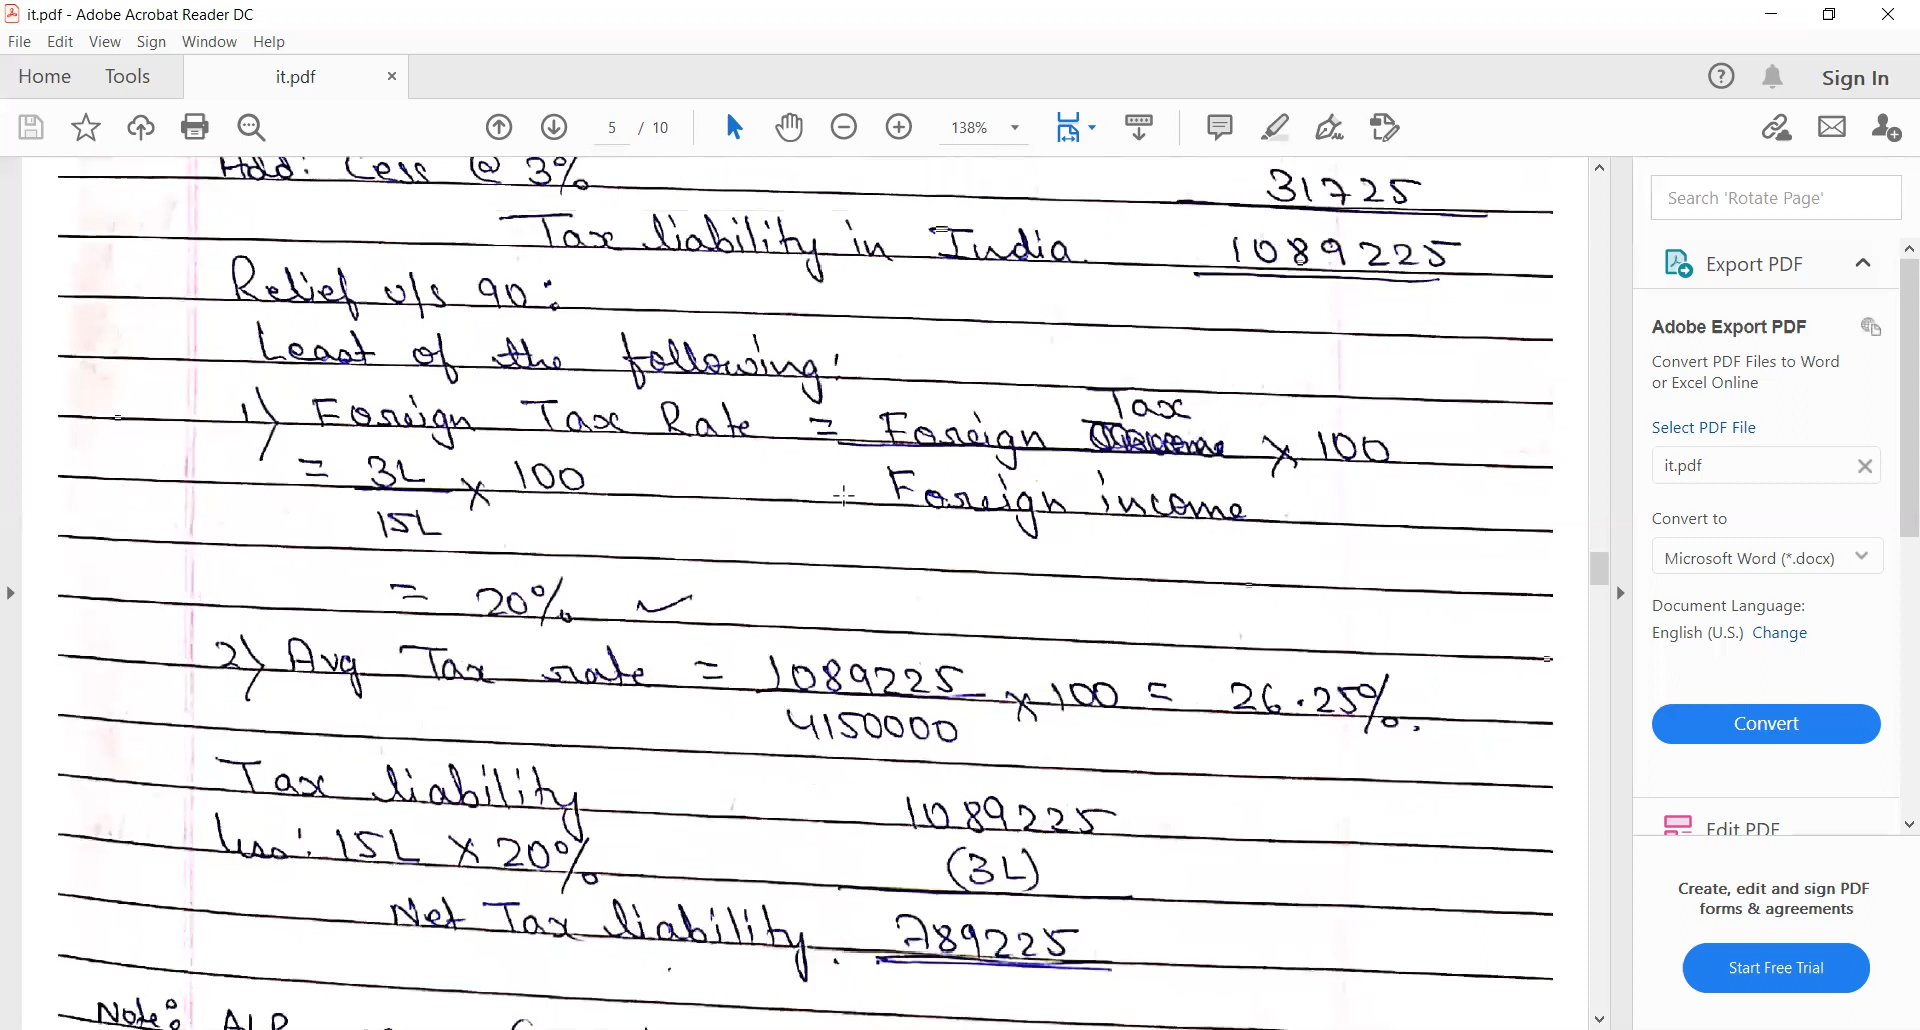 it.pdf - Adobe Acrobat Reader DC
File Edit View Sign Window Help
Home Tools it.pdf × Sign In
5 / 10 138%
Add: Cess @ 3% 31725
Tax liability in India 1089225
Relief u/s 90:
Least of the following:
1) Foreign Tax Rate = Foreign Tax × 100
= 3L × 100 Foreign income
15L
= 20% ✓
2) Avg Tax rate = 1089225 × 100 = 26.25%.
4150000
Tax liability 1089225
Less: 15L × 20% (3L)
Net Tax liability. 789225
Note: ALP
Search 'Rotate Page'
Export PDF
Adobe Export PDF
Convert PDF Files to Word
or Excel Online
Select PDF File
it.pdf
Convert to
Microsoft Word (*.docx)
Document Language:
English (U.S.) Change
Convert
Edit PDF
Create, edit and sign PDF
forms & agreements
Start Free Trial